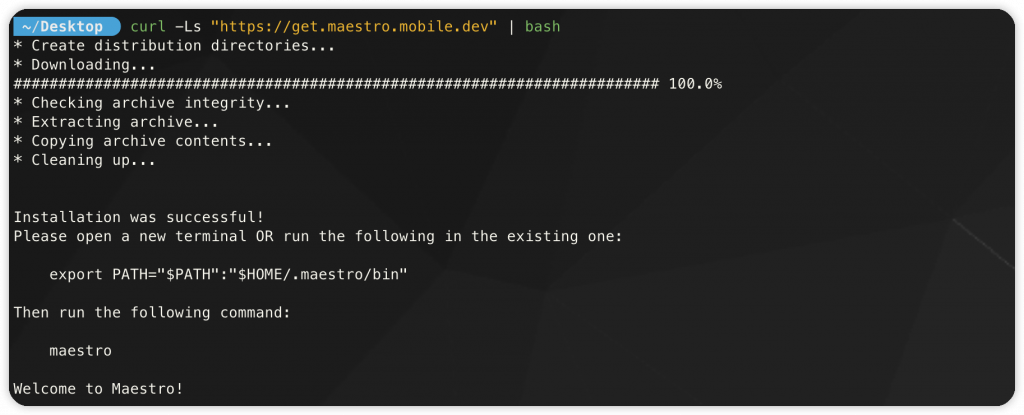 ~/Desktop curl -Ls "https://get.maestro.mobile.dev" | bash
* Create distribution directories...
* Downloading...
######################################################################## 100.0%
* Checking archive integrity...
* Extracting archive...
* Copying archive contents...
* Cleaning up...
Installation was successful!
Please open a new terminal OR run the following in the existing one:
export PATH="$PATH":"$HOME/.maestro/bin"
Then run the following command:
maestro
Welcome to Maestro!